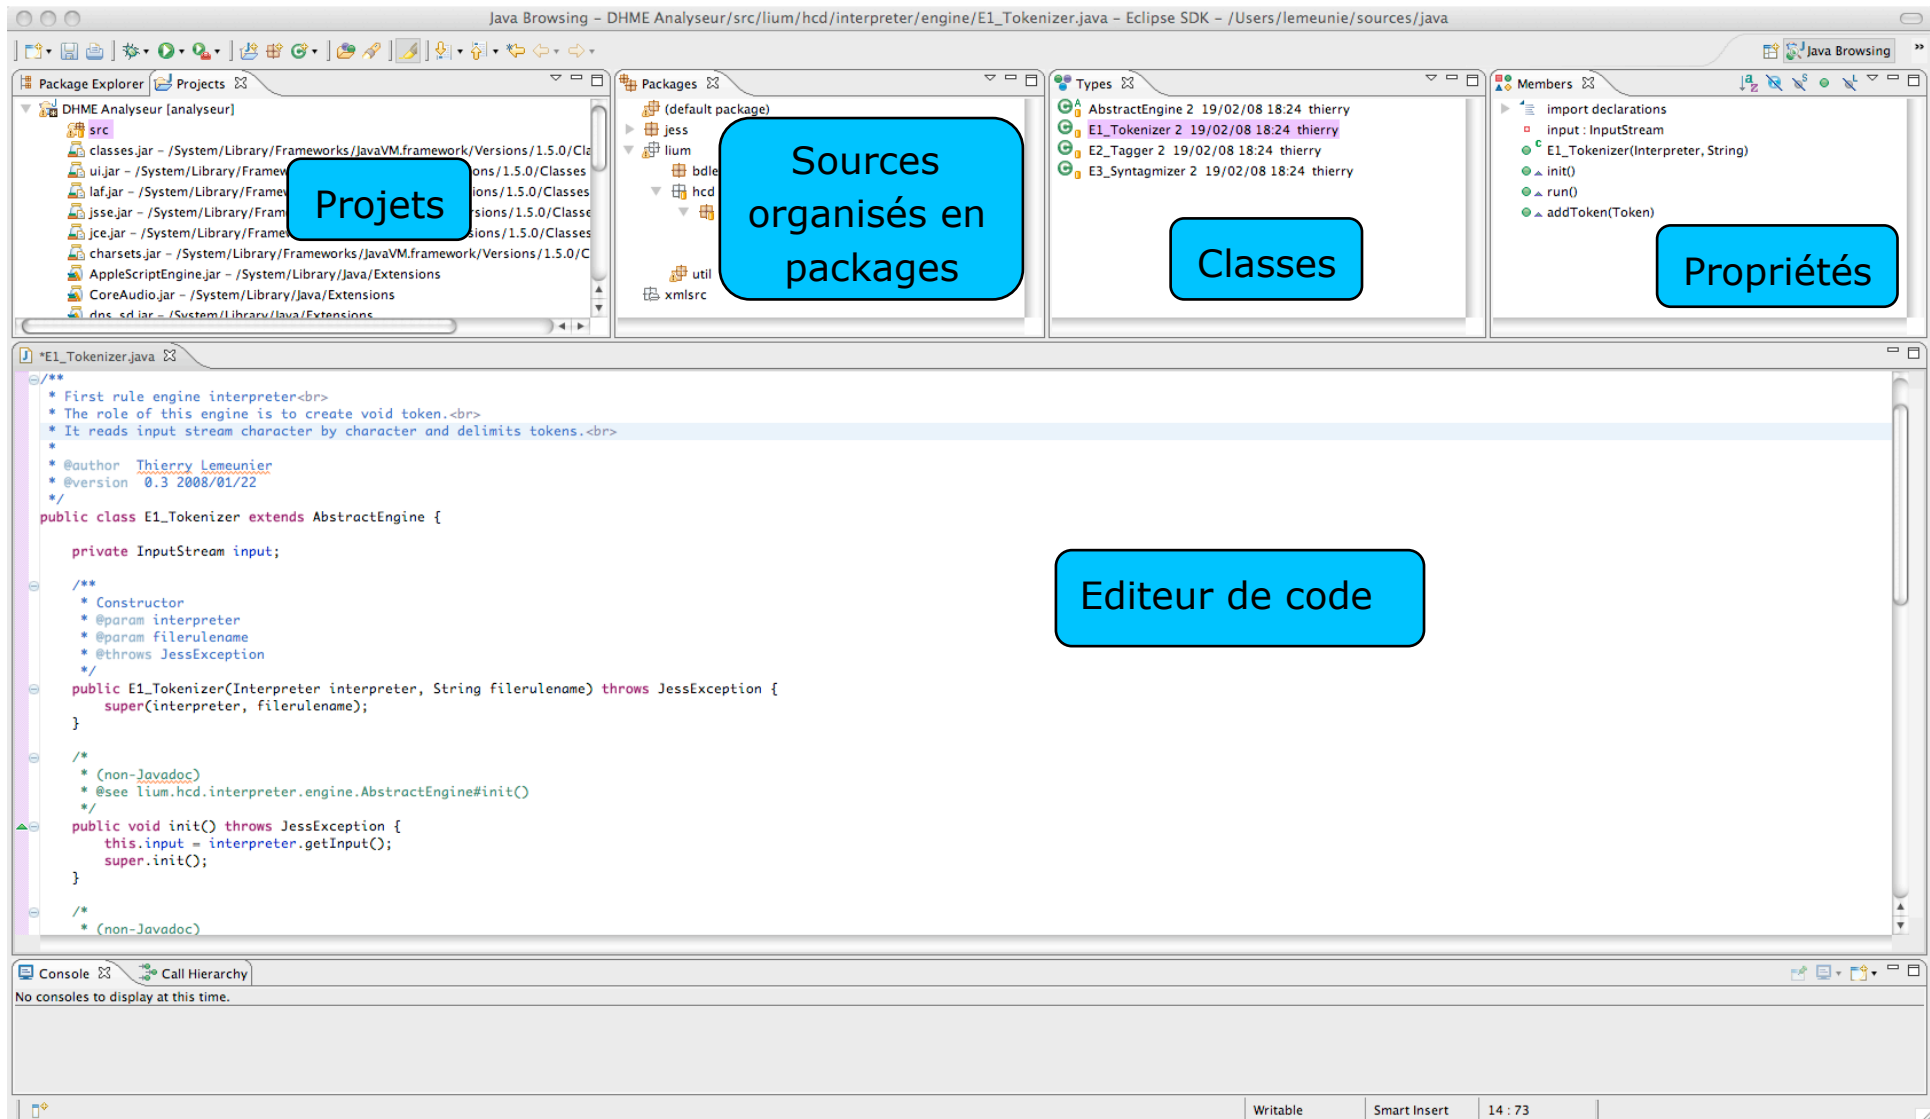 Java Browsing – DHME Analyseur/src/lium/hcd/interpreter/engine/E1_Tokenizer.java – Eclipse SDK – /Users/lemeunie/sources/java
Java Browsing »
Package Explorer Projects
DHME Analyseur [analyseur]
src
classes.jar – /System/Library/Frameworks/JavaVM.framework/Versions/1.5.0/Cla
ui.jar – /System/Library/Framew ons/1.5.0/Classes
laf.jar – /System/Library/Framew ions/1.5.0/Classes
jsse.jar – /System/Library/Fram sions/1.5.0/Classe
jce.jar – /System/Library/Frame sions/1.5.0/Classes
charsets.jar – /System/Library/Frameworks/JavaVM.framework/Versions/1.5.0/C
AppleScriptEngine.jar – /System/Library/Java/Extensions
CoreAudio.jar – /System/Library/Java/Extensions
dns_sd.jar – /System/Library/Java/Extensions
Projets
Packages
(default package)
jess
lium
bdle
hcd
util
xmlsrc
Sources
organisés en
packages
Types
AbstractEngine 2 19/02/08 18:24 thierry
E1_Tokenizer 2 19/02/08 18:24 thierry
E2_Tagger 2 19/02/08 18:24 thierry
E3_Syntagmizer 2 19/02/08 18:24 thierry
Classes
Members
import declarations
input : InputStream
E1_Tokenizer(Interpreter, String)
init()
run()
addToken(Token)
Propriétés
*E1_Tokenizer.java
/**
* First rule engine interpreter<br>
* The role of this engine is to create void token.<br>
* It reads input stream character by character and delimits tokens.<br>
*
* @author Thierry Lemeunier
* @version 0.3 2008/01/22
*/
public class E1_Tokenizer extends AbstractEngine {
private InputStream input;
/**
* Constructor
* @param interpreter
* @param filerulename
* @throws JessException
*/
public E1_Tokenizer(Interpreter interpreter, String filerulename) throws JessException {
super(interpreter, filerulename);
}
/*
* (non-Javadoc)
* @see lium.hcd.interpreter.engine.AbstractEngine#init()
*/
public void init() throws JessException {
this.input = interpreter.getInput();
super.init();
}
/*
* (non-Javadoc)
Editeur de code
Console Call Hierarchy
No consoles to display at this time.
Writable Smart Insert 14 : 73